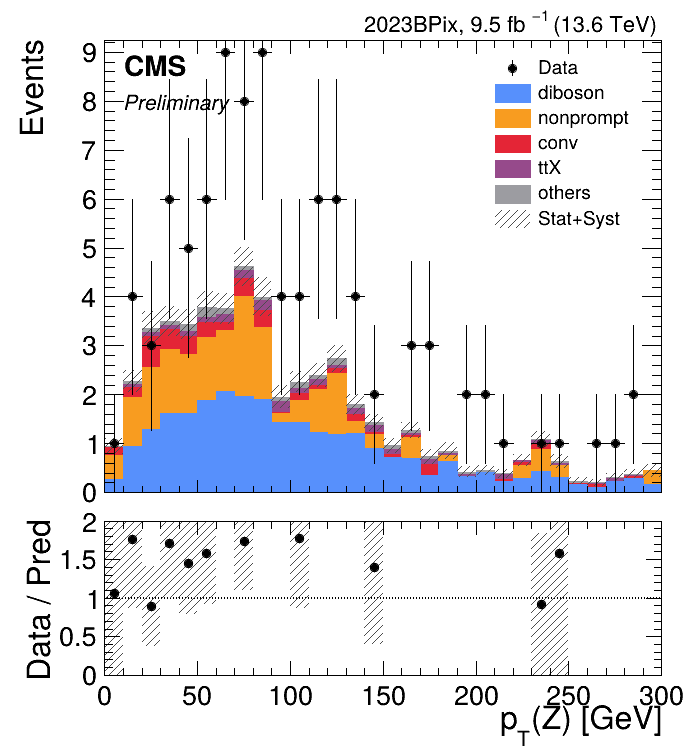 2023BPix, 9.5 fb⁻¹ (13.6 TeV)
Events
9
8
7
6
5
4
3
2
1
0
CMS
Preliminary
Data
diboson
nonprompt
conv
ttX
others
Stat+Syst
Data / Pred
2
1.5
1
0.5
0
0 50 100 150 200 250 300
p_T(Z) [GeV]